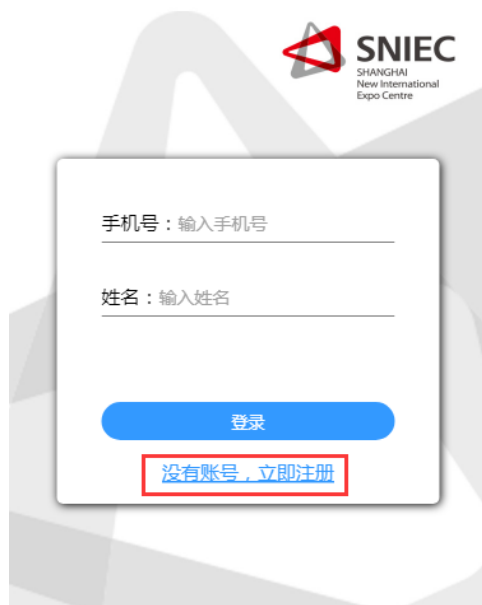 SNIEC
SHANGHAI
New International
Expo Centre
手机号：输入手机号
姓名：输入姓名
登录
没有账号，立即注册